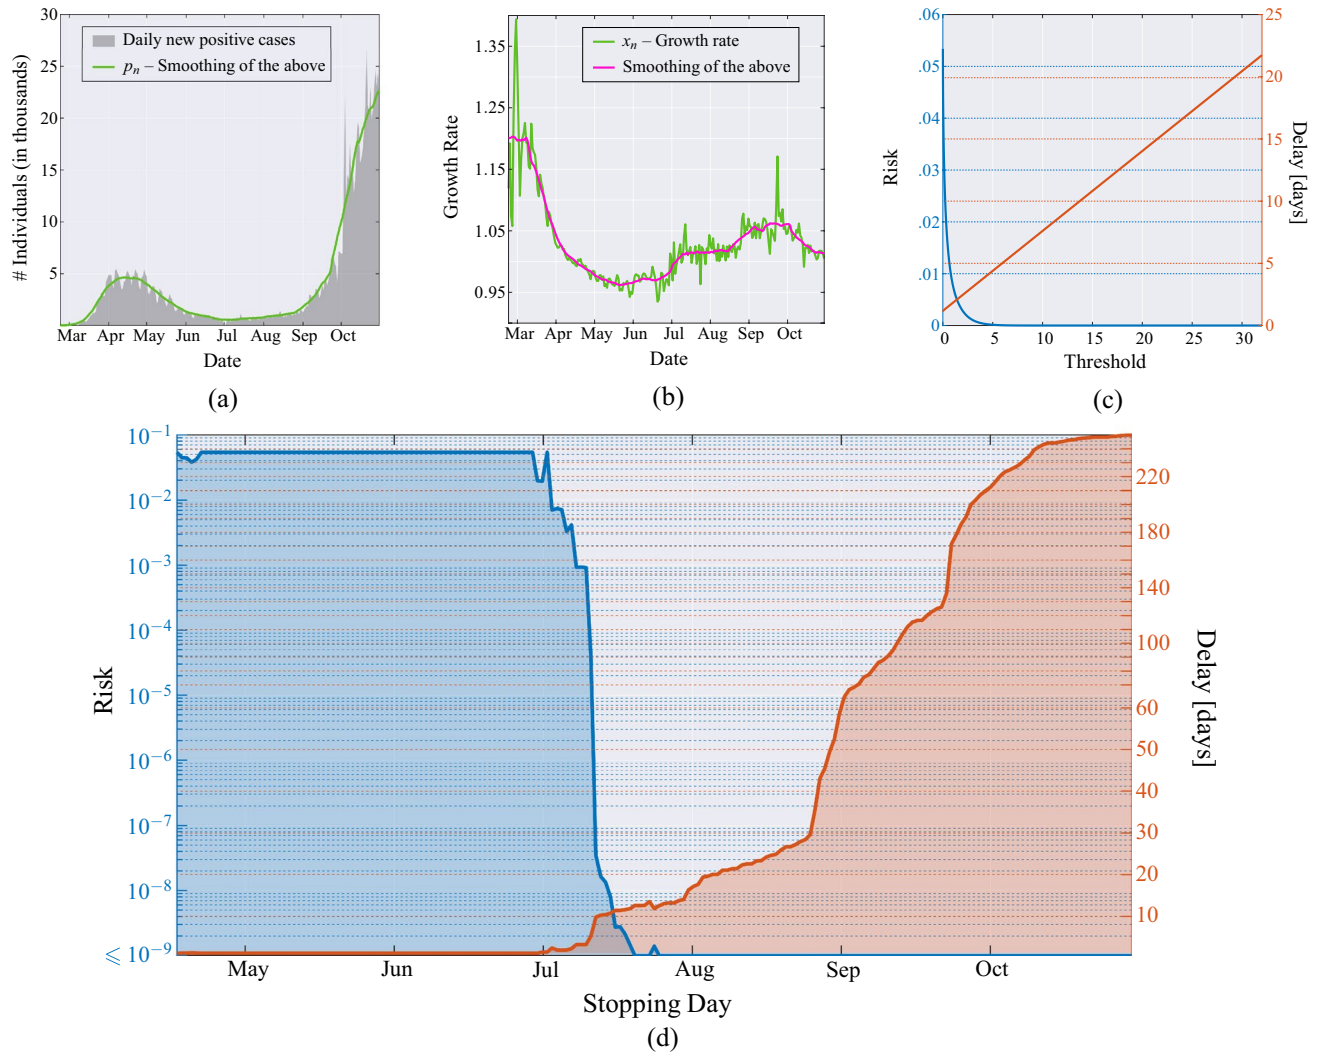 Daily new positive cases
pn – Smoothing of the above
# Individuals (in thousands)
30
25
20
15
10
5
0
Mar Apr May Jun Jul Aug Sep Oct
Date
(a)
xn – Growth rate
Smoothing of the above
Growth Rate
1.35
1.25
1.15
1.05
0.95
Mar Apr May Jun Jul Aug Sep Oct
Date
(b)
Risk
.06
.05
.04
.03
.02
.01
0
Delay [days]
25
20
15
10
5
0
0 5 10 15 20 25 30
Threshold
(c)
Risk
10−1
10−2
10−3
10−4
10−5
10−6
10−7
10−8
⩽ 10−9
Delay [days]
220
180
140
100
60
50
40
30
20
10
May Jun Jul Aug Sep Oct
Stopping Day
(d)